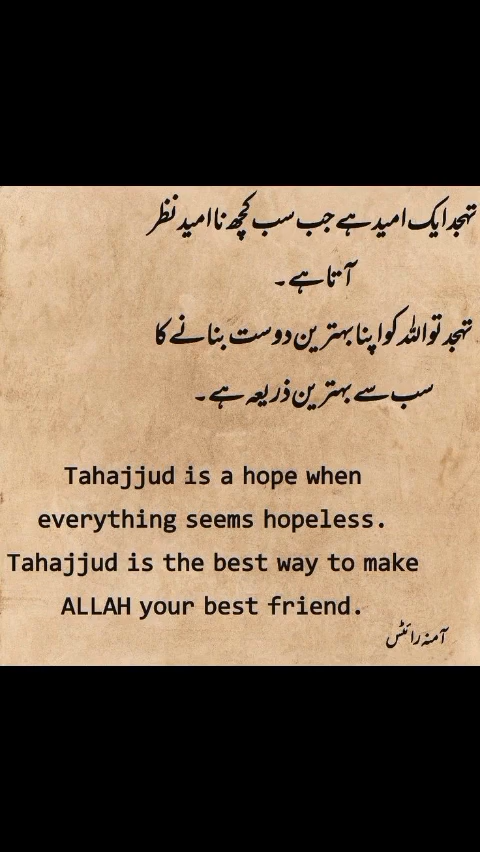 تہجد ایک امید ہے جب سب کچھ نا امید نظر
آتا ہے۔
تہجد تو اللہ کو اپنا بہترین دوست بنانے کا
سب سے بہترین ذریعہ ہے۔
Tahajjud is a hope when
everything seems hopeless.
Tahajjud is the best way to make
ALLAH your best friend.
آمنہ رائٹس